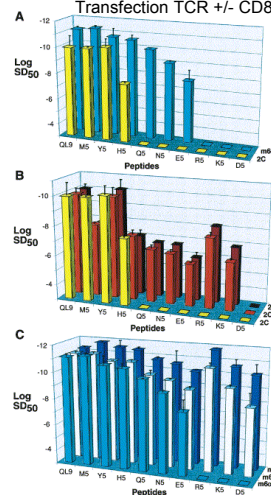 Transfection TCR +/- CD8
A
-12
-10
Log
SD50
-8
-6
-4
m6
2C
QL9 M5 Y5 H5 Q5 N5 E5 R5 K5 D5
Peptides
B
-10
Log
SD50
-8
-6
-4
2
2C
2C
QL9 M5 Y5 H5 Q5 N5 E5 R5 K5 D5
Peptides
C
-12
-10
Log
SD50
-8
-6
-4
m6
QL9 M5 Y5 H5 Q5 N5 E5 R5 K5 D5
Peptides